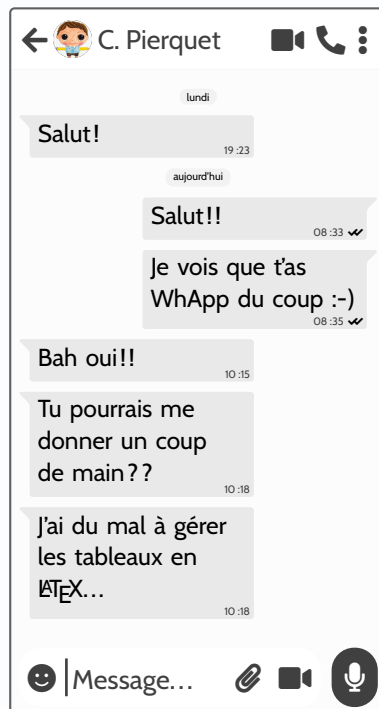 C. Pierquet
lundi
Salut!
19 :23
aujourd'hui
Salut!!
08 :33
Je vois que t'as
WhApp du coup :-)
08 :35
Bah oui!!
10 :15
Tu pourrais me
donner un coup
de main??
10 :18
J'ai du mal à gérer
les tableaux en
LATEX...
10 :18
Message...